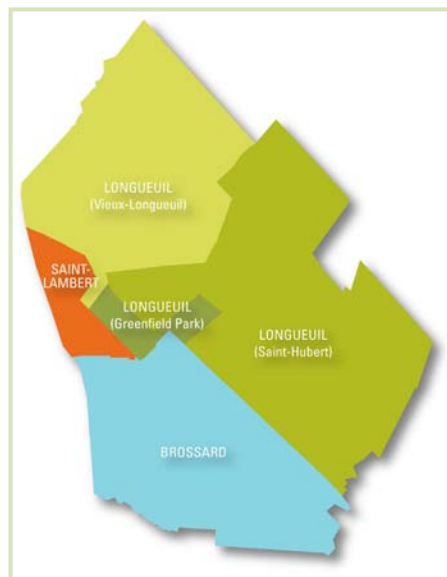 LONGUEUIL
(Vieux-Longueuil)
SAINT-
LAMBERT
LONGUEUIL
(Greenfield Park)
LONGUEUIL
(Saint-Hubert)
BROSSARD